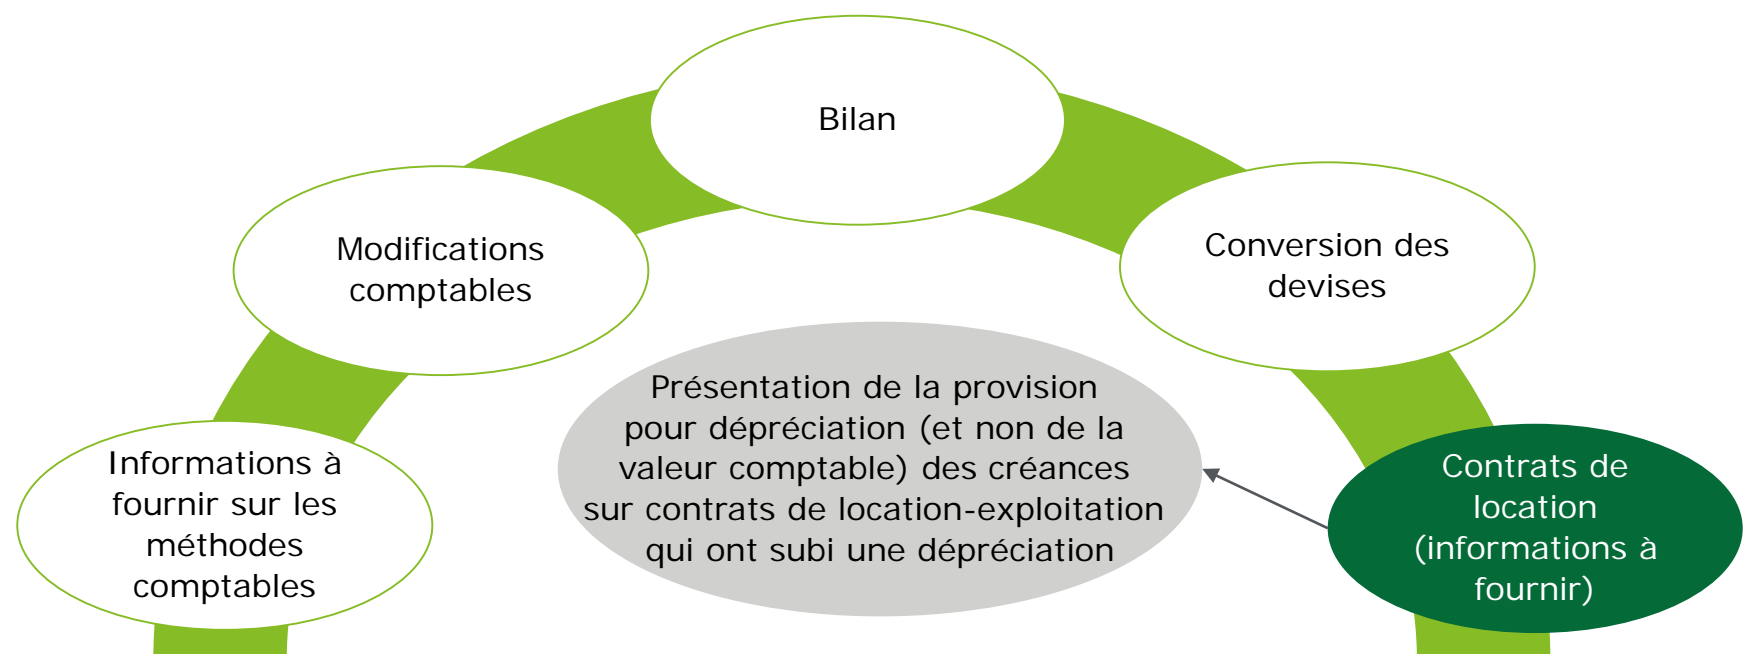 Bilan
Modifications
comptables
Conversion des
devises
Présentation de la provision
pour dépréciation (et non de la
valeur comptable) des créances
sur contrats de location-exploitation
qui ont subi une dépréciation
Informations à
fournir sur les
méthodes
comptables
Contrats de
location
(informations à
fournir)